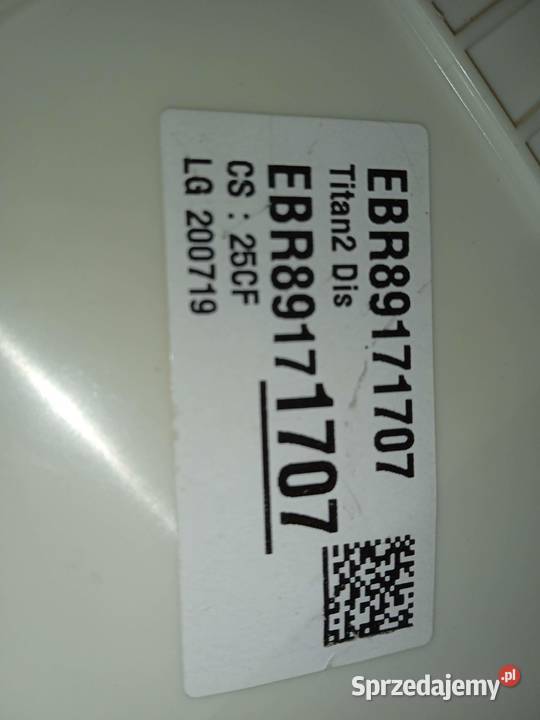 EBR89171707
Titan2 Dis
EBR89171707
CS : 25CF
LG 200719
Sprzedajemy.pl